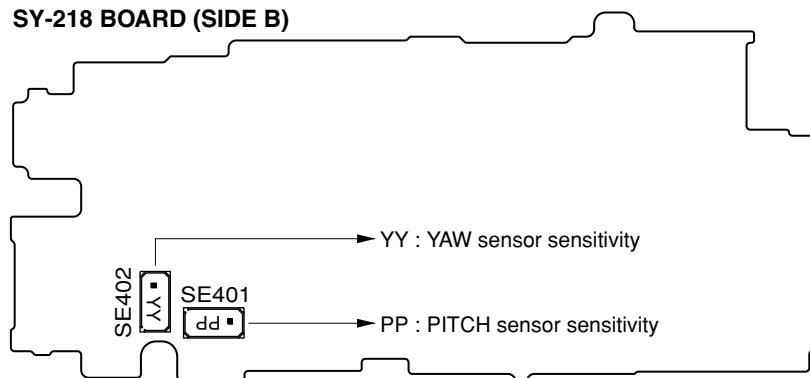 SY-218 BOARD (SIDE B)
YY : YAW sensor sensitivity
SE402
YY
SE401
PP
PP : PITCH sensor sensitivity